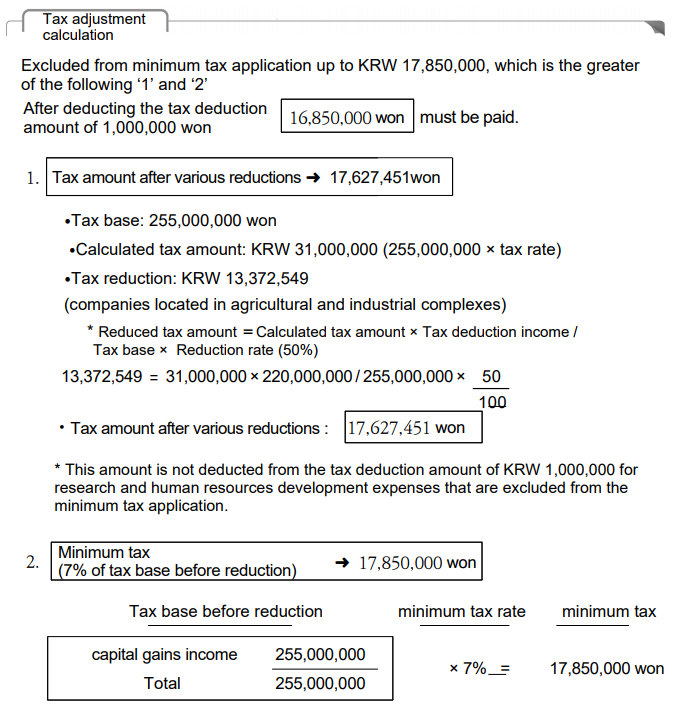 Tax adjustment
calculation
Excluded from minimum tax application up to KRW 17,850,000, which is the greater
of the following ‘1’ and ‘2’
After deducting the tax deduction
amount of 1,000,000 won
16,850,000 won must be paid.
1. Tax amount after various reductions ➔ 17,627,451won
•Tax base: 255,000,000 won
•Calculated tax amount: KRW 31,000,000 (255,000,000 × tax rate)
•Tax reduction: KRW 13,372,549
(companies located in agricultural and industrial complexes)
* Reduced tax amount = Calculated tax amount × Tax deduction income /
Tax base × Reduction rate (50%)
13,372,549 = 31,000,000 × 220,000,000 / 255,000,000 × 50
100
• Tax amount after various reductions : 17,627,451 won
* This amount is not deducted from the tax deduction amount of KRW 1,000,000 for
research and human resources development expenses that are excluded from the
minimum tax application.
2. Minimum tax
(7% of tax base before reduction) ➔ 17,850,000 won
Tax base before reduction minimum tax rate minimum tax
capital gains income 255,000,000
× 7% = 17,850,000 won
Total 255,000,000